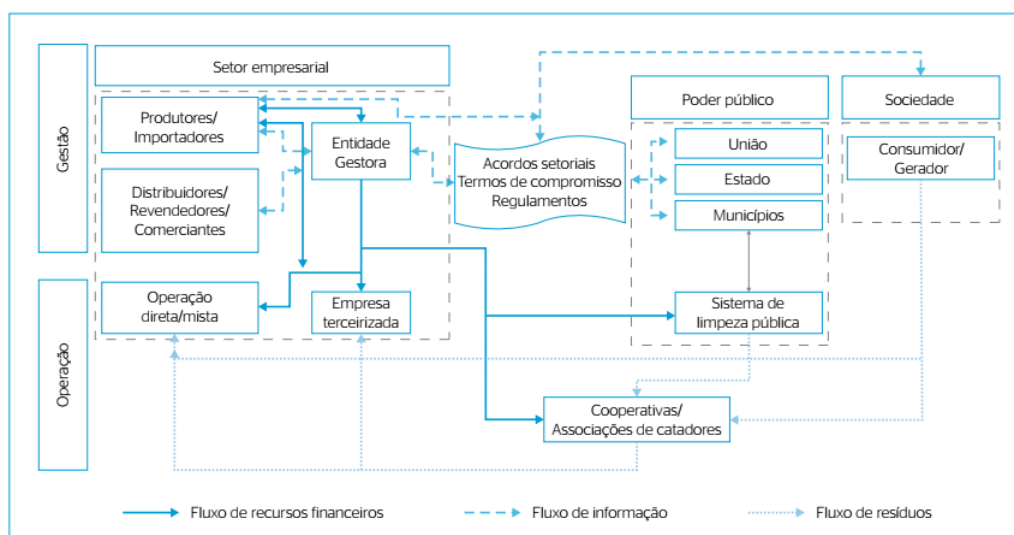 Gestão
Operação
Setor empresarial
Produtores/
Importadores
Entidade
Gestora
Distribuidores/
Revendedores/
Comerciantes
Operação
direta/mista
Empresa
terceirizada
Acordos setoriais
Termos de compromisso
Regulamentos
Poder público
União
Estado
Municípios
Sistema de
limpeza pública
Sociedade
Consumidor/
Gerador
Cooperativas/
Associações de catadores
Fluxo de recursos financeiros
Fluxo de informação
Fluxo de resíduos